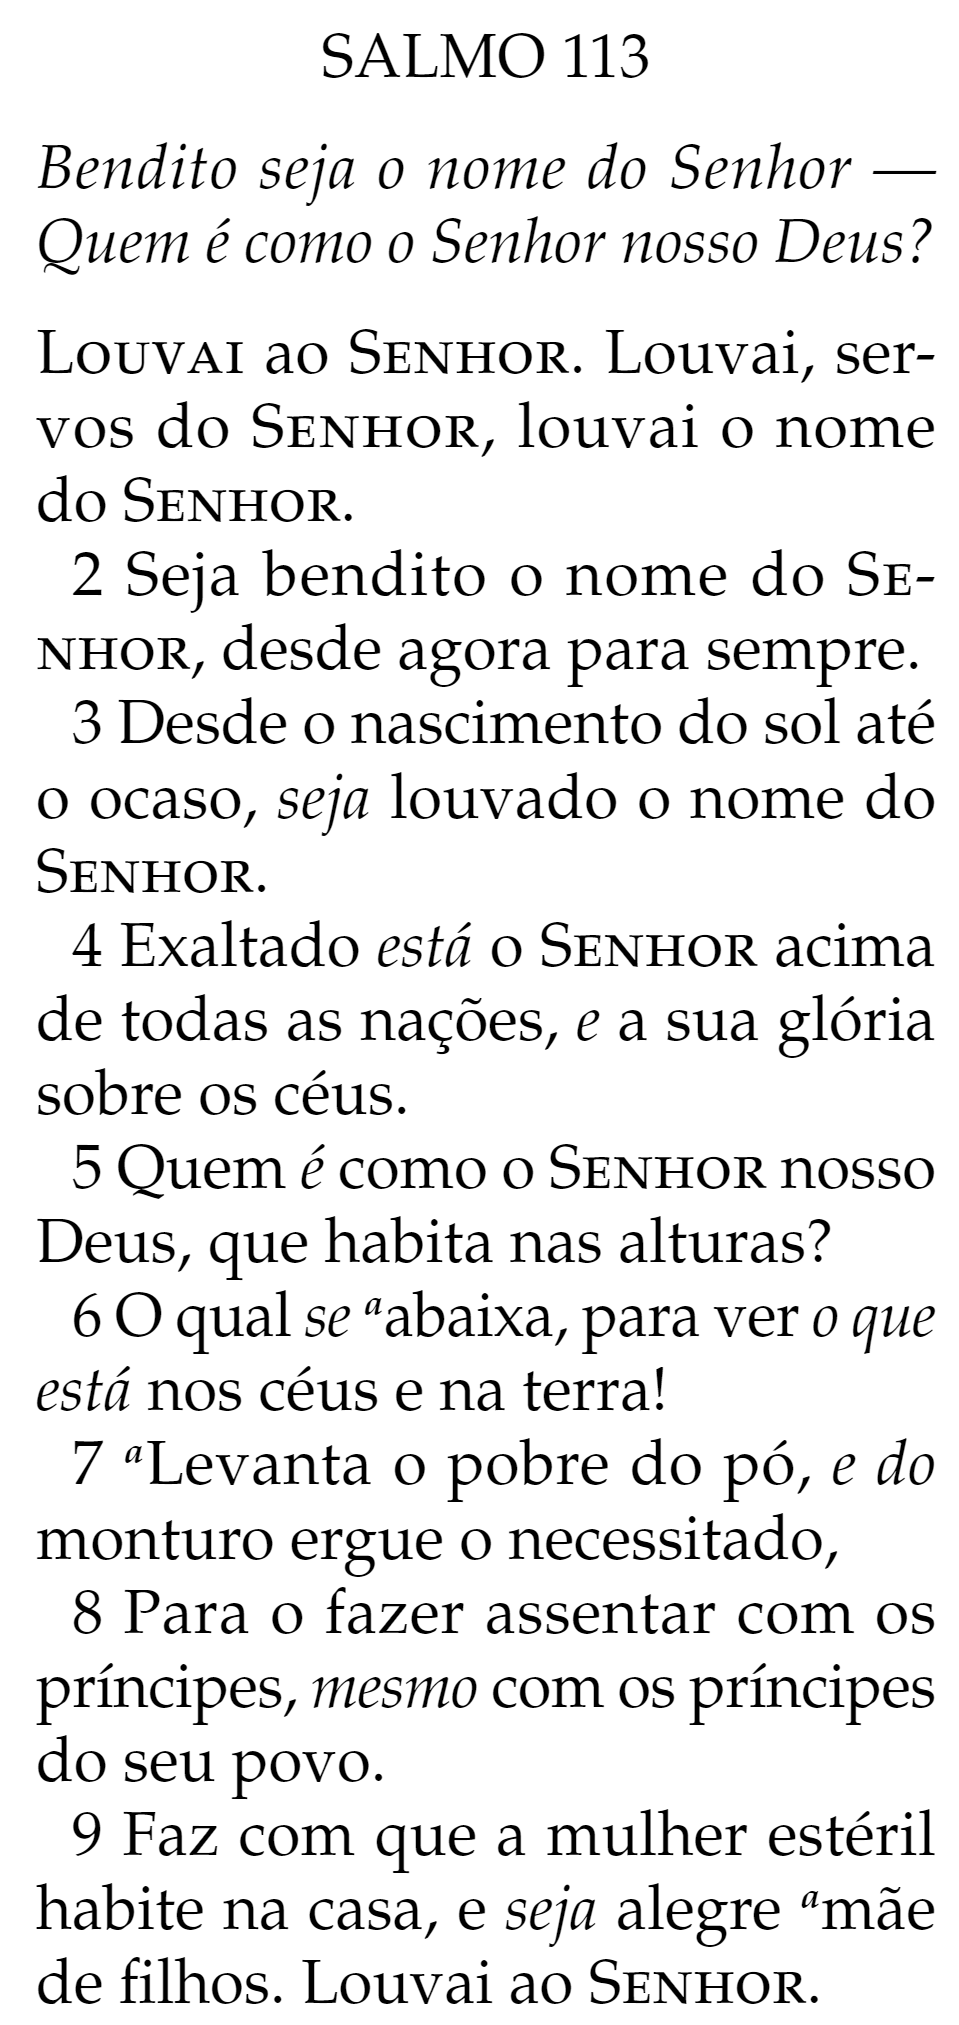 SALMO 113
Bendito seja o nome do Senhor —
Quem é como o Senhor nosso Deus?
LOUVAI ao SENHOR. Louvai, ser-
vos do SENHOR, louvai o nome
do SENHOR.
2 Seja bendito o nome do SE-
NHOR, desde agora para sempre.
3 Desde o nascimento do sol até
o ocaso, seja louvado o nome do
SENHOR.
4 Exaltado está o SENHOR acima
de todas as nações, e a sua glória
sobre os céus.
5 Quem é como o SENHOR nosso
Deus, que habita nas alturas?
6 O qual se ᵃabaixa, para ver o que
está nos céus e na terra!
7 ᵃLevanta o pobre do pó, e do
monturo ergue o necessitado,
8 Para o fazer assentar com os
príncipes, mesmo com os príncipes
do seu povo.
9 Faz com que a mulher estéril
habite na casa, e seja alegre ᵃmãe
de filhos. Louvai ao SENHOR.